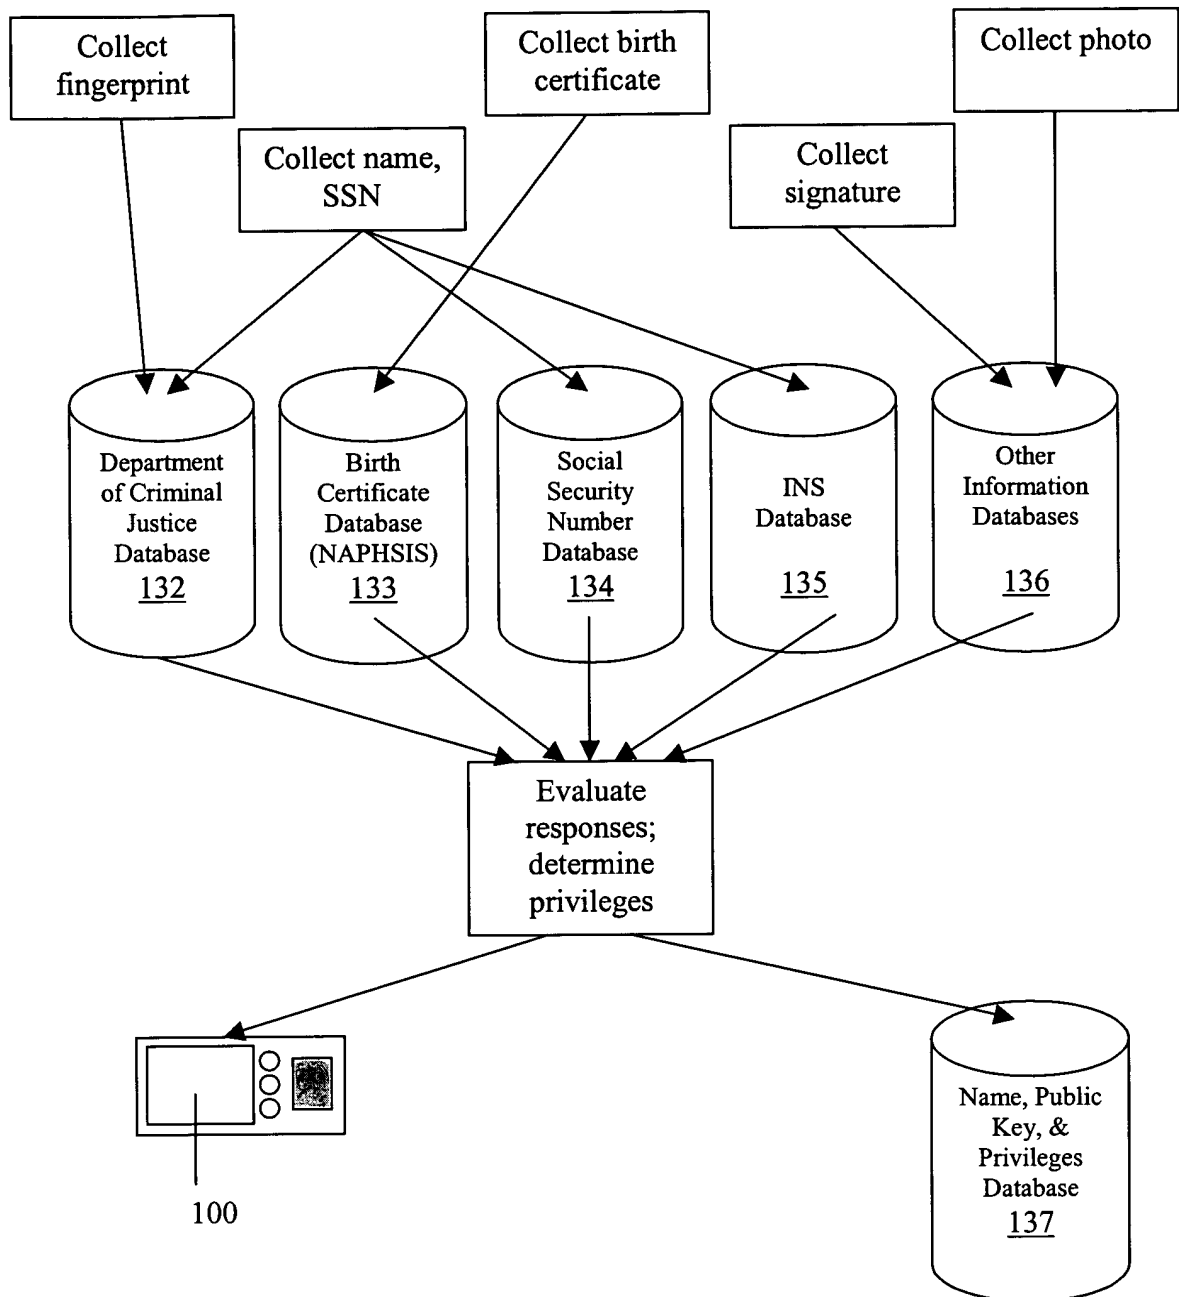 Collect
fingerprint
Collect birth
certificate
Collect photo
Collect name,
SSN
Collect
signature
Department
of Criminal
Justice
Database
132
Birth
Certificate
Database
(NAPHSIS)
133
Social
Security
Number
Database
134
INS
Database
135
Other
Information
Databases
136
Evaluate
responses;
determine
privileges
100
Name, Public
Key, &
Privileges
Database
137